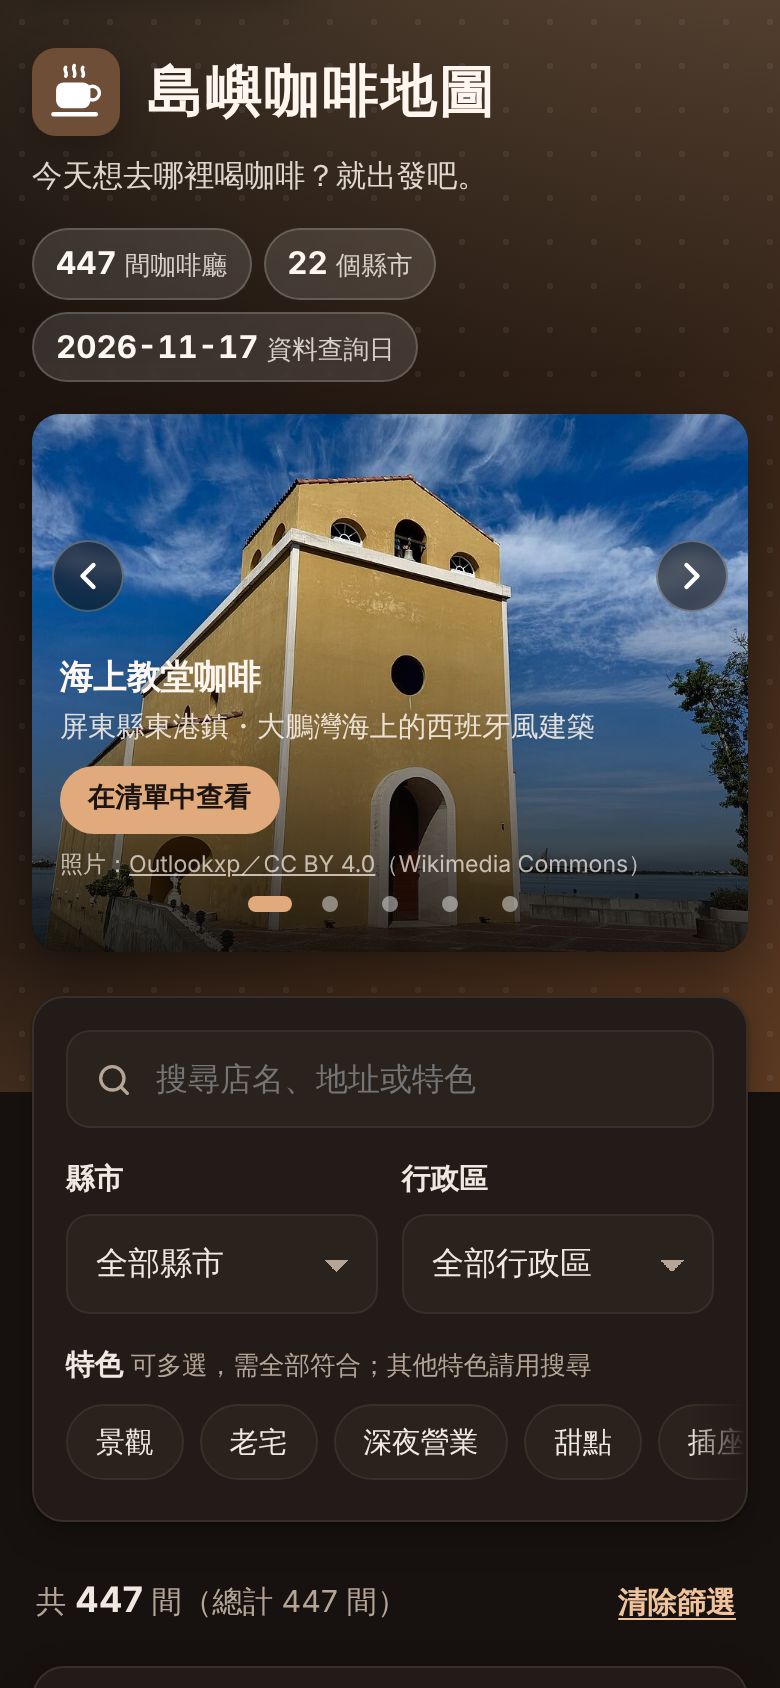 島嶼咖啡地圖
今天想去哪裡喝咖啡？就出發吧。
447 間咖啡廳
22 個縣市
2026-11-17 資料查詢日
海上教堂咖啡
屏東縣東港鎮・大鵬灣海上的西班牙風建築
在清單中查看
照片：Outlookxp／CC BY 4.0（Wikimedia Commons）
搜尋店名、地址或特色
縣市
行政區
全部縣市
全部行政區
特色 可多選，需全部符合；其他特色請用搜尋
景觀
老宅
深夜營業
甜點
插座
共 447 間（總計 447 間）
清除篩選